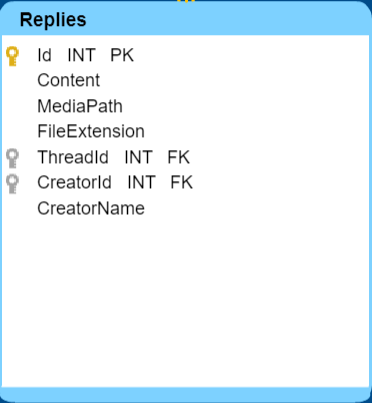 Replies
Id INT PK
Content
MediaPath
FileExtension
ThreadId INT FK
CreatorId INT FK
CreatorName